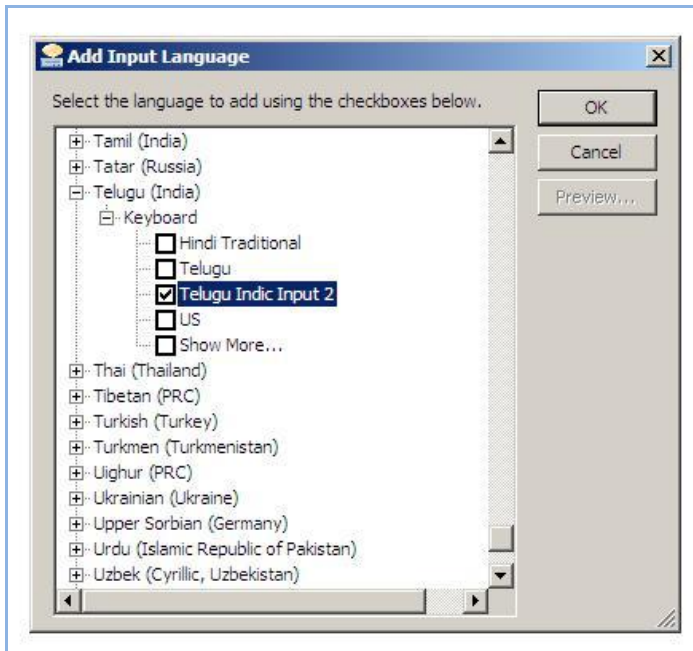 Add Input Language
Select the language to add using the checkboxes below.
OK
Cancel
Preview...
Tamil (India)
Tatar (Russia)
Telugu (India)
Keyboard
Hindi Traditional
Telugu
Telugu Indic Input 2
US
Show More...
Thai (Thailand)
Tibetan (PRC)
Turkish (Turkey)
Turkmen (Turkmenistan)
Uighur (PRC)
Ukrainian (Ukraine)
Upper Sorbian (Germany)
Urdu (Islamic Republic of Pakistan)
Uzbek (Cyrillic, Uzbekistan)